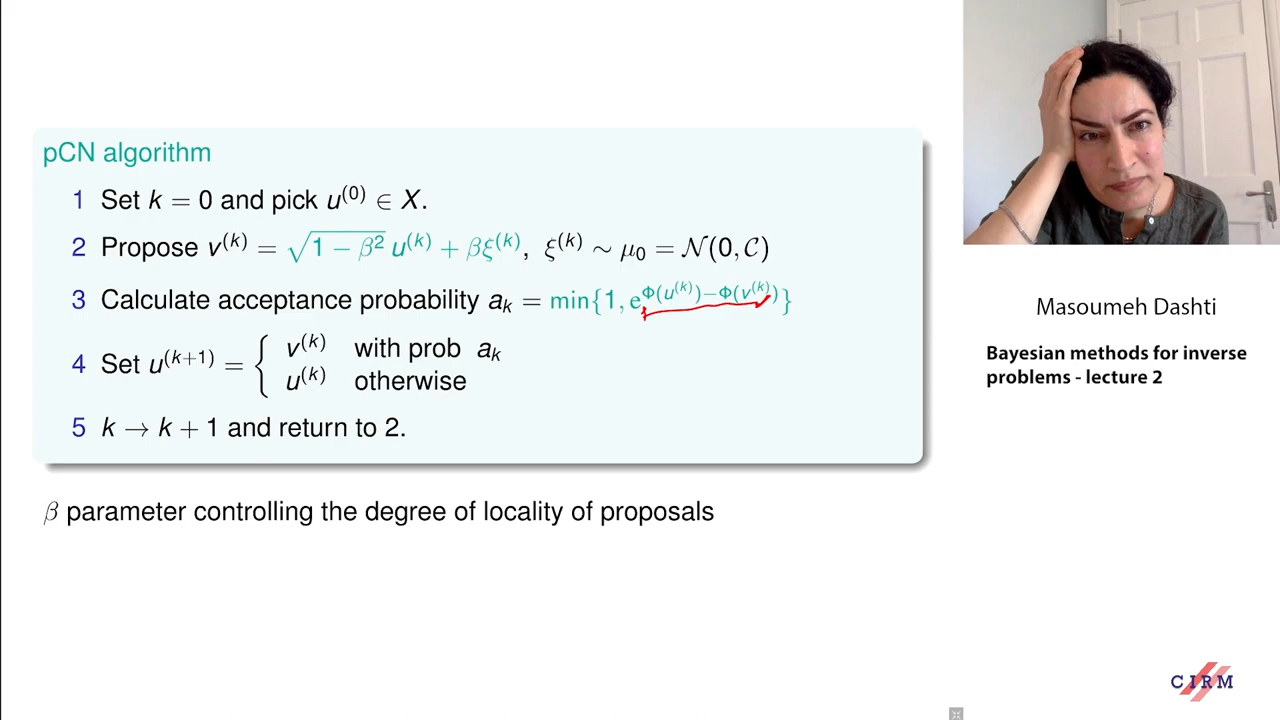 pCN algorithm
1 Set k = 0 and pick u^(0) ∈ X.
2 Propose v^(k) = √(1 − β²) u^(k) + βξ^(k), ξ^(k) ∼ μ₀ = 𝒩(0, 𝒞)
3 Calculate acceptance probability a_k = min{1, e^(Φ(u^(k))−Φ(v^(k)))}
4 Set u^(k+1) = { v^(k) with prob a_k
u^(k) otherwise
5 k → k + 1 and return to 2.
β parameter controlling the degree of locality of proposals
Masoumeh Dashti
Bayesian methods for inverse
problems - lecture 2
CIRM